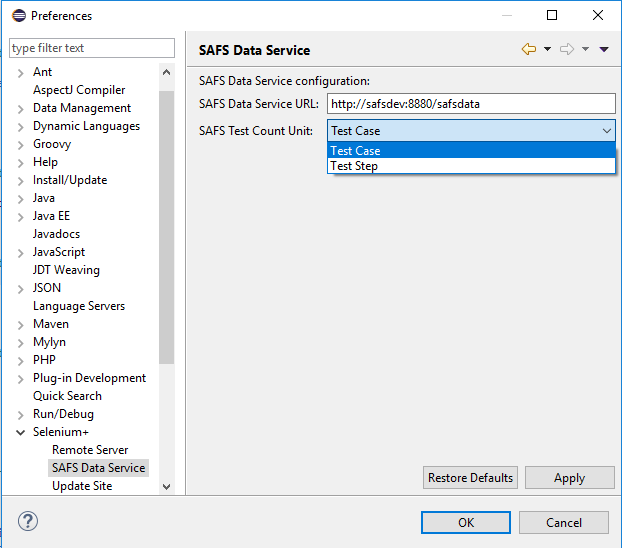 Preferences
type filter text
Ant
AspectJ Compiler
Data Management
Dynamic Languages
Groovy
Help
Install/Update
Java
Java EE
Javadocs
JavaScript
JDT Weaving
JSON
Language Servers
Maven
Mylyn
PHP
Plug-in Development
Quick Search
Run/Debug
Selenium+
Remote Server
SAFS Data Service
Update Site
SAFS Data Service
SAFS Data Service configuration:
SAFS Data Service URL: http://safsdev:8880/safsdata
SAFS Test Count Unit: Test Case
Test Case
Test Step
Restore Defaults Apply
? OK Cancel